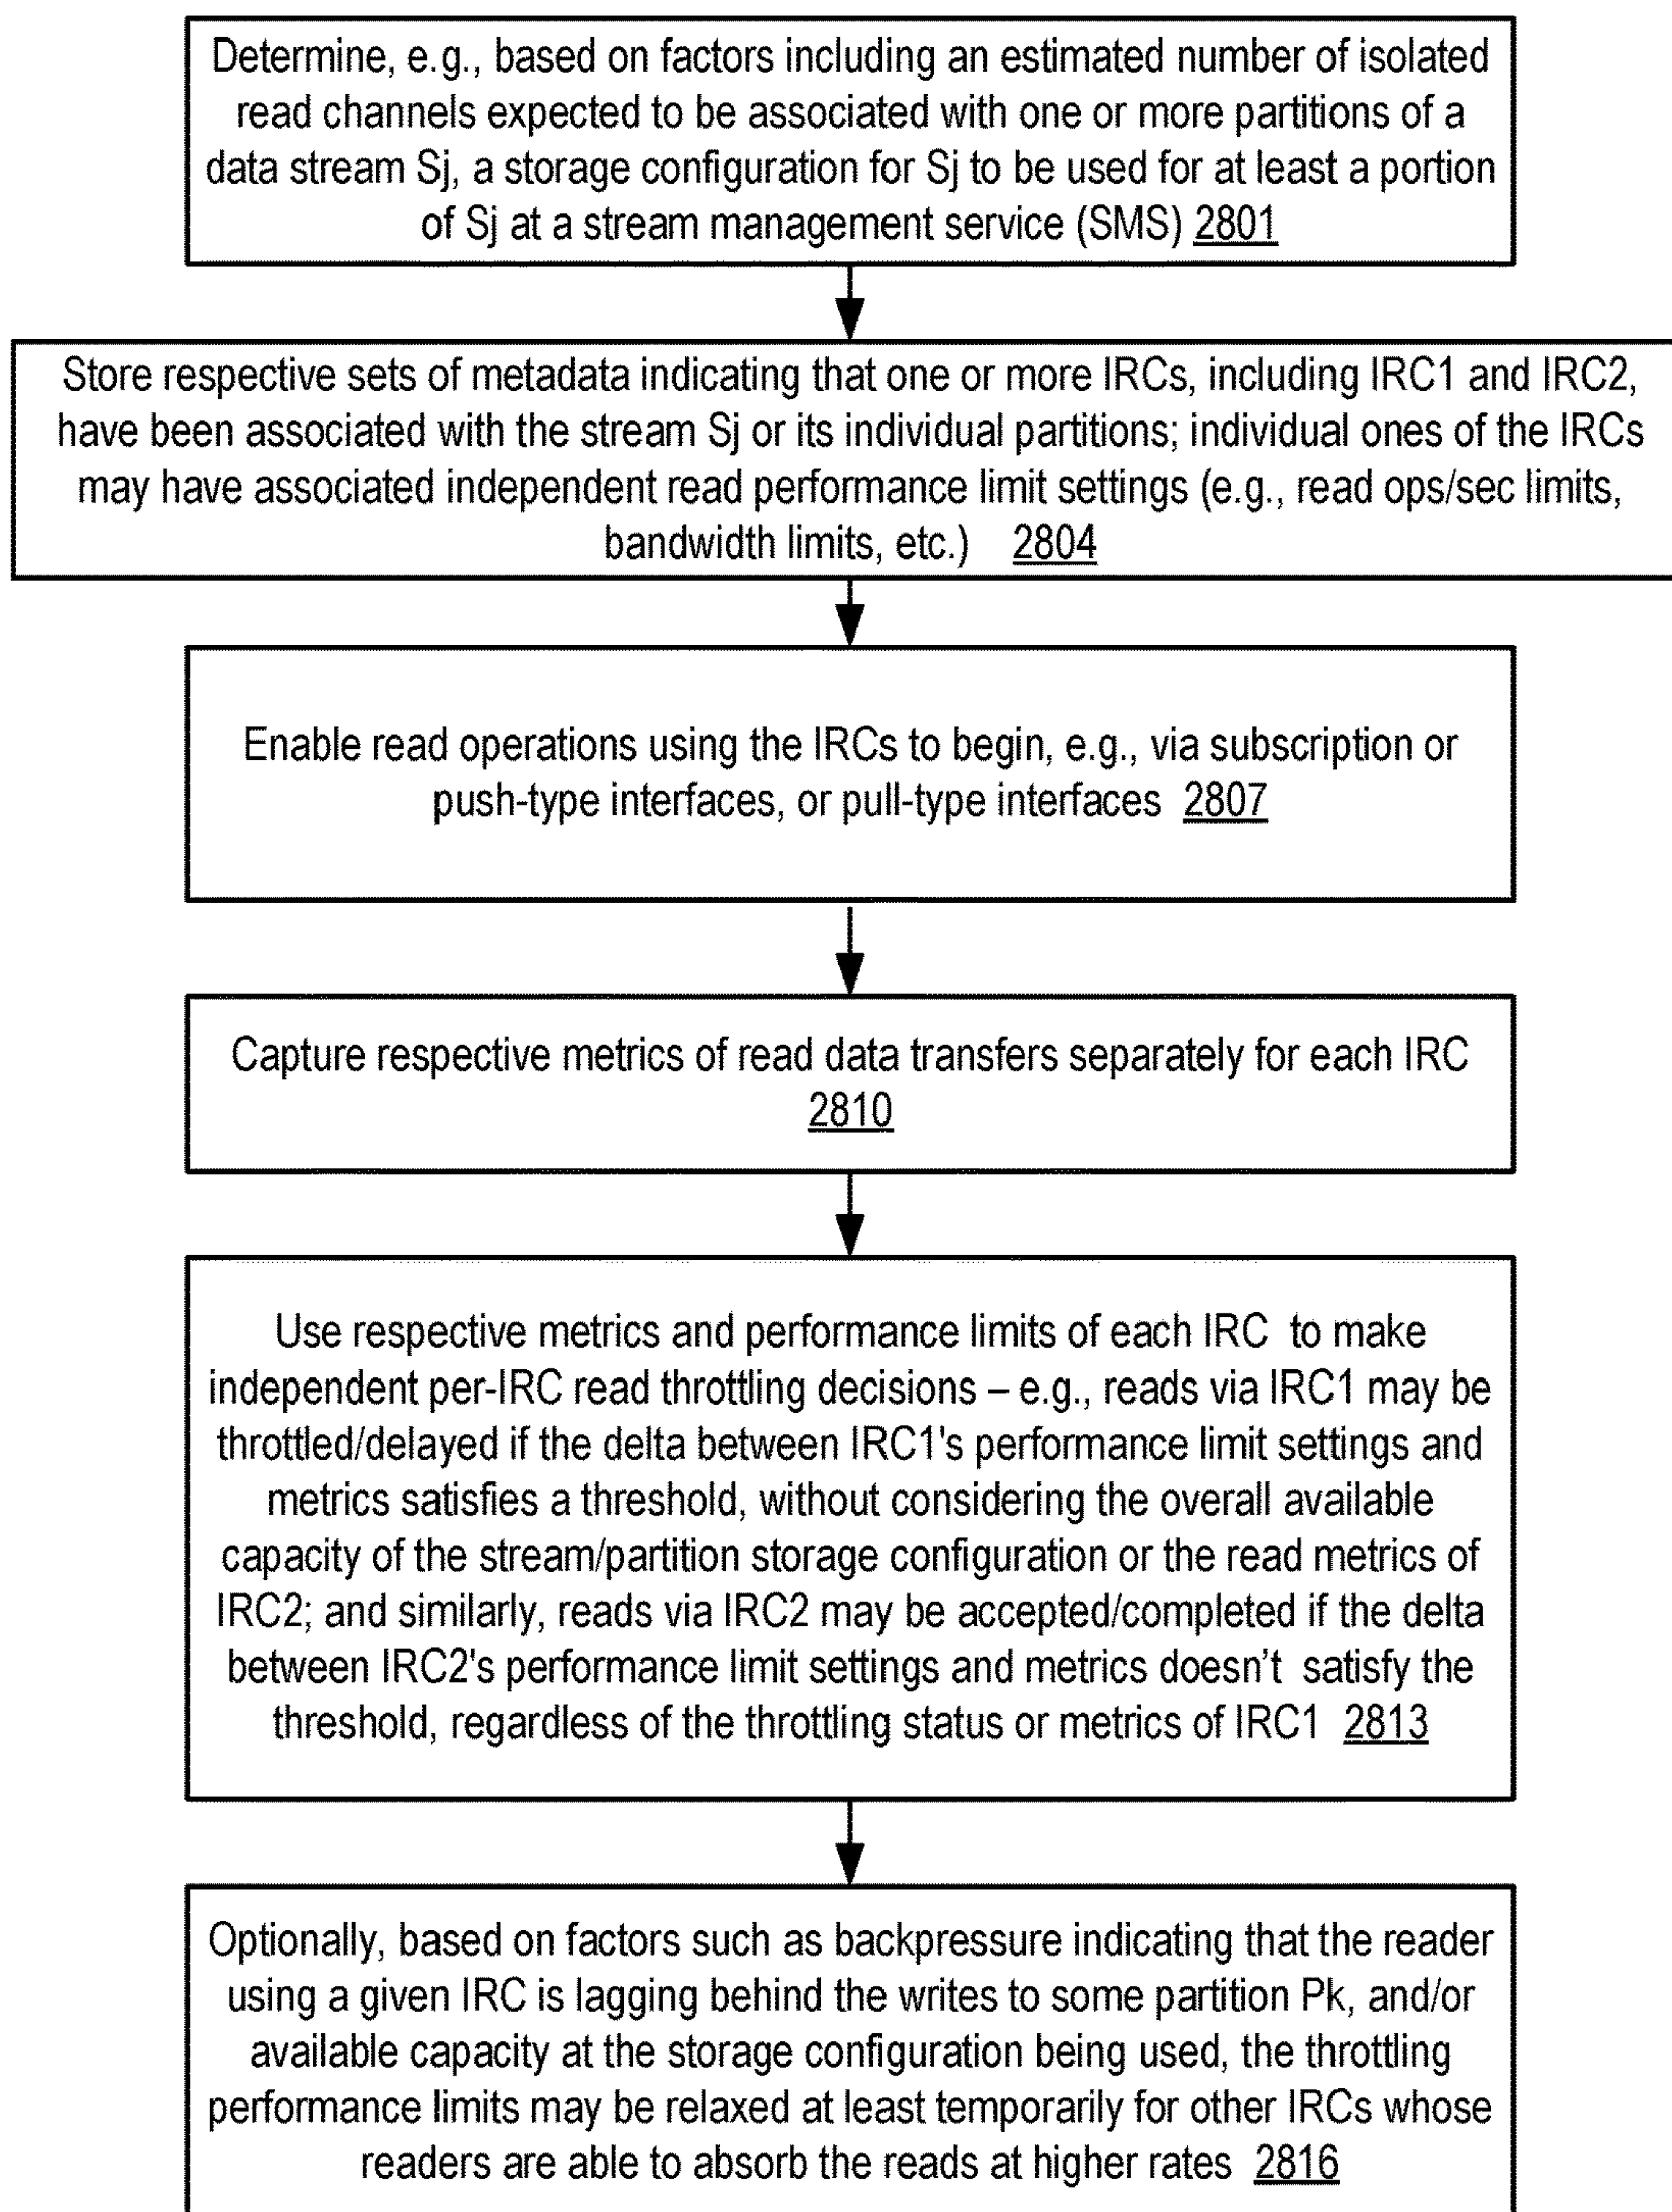 Determine, e.g., based on factors including an estimated number of isolated
read channels expected to be associated with one or more partitions of a
data stream Sj, a storage configuration for Sj to be used for at least a portion
of Sj at a stream management service (SMS) 2801
Store respective sets of metadata indicating that one or more IRCs, including IRC1 and IRC2,
have been associated with the stream Sj or its individual partitions; individual ones of the IRCs
may have associated independent read performance limit settings (e.g., read ops/sec limits,
bandwidth limits, etc.) 2804
Enable read operations using the IRCs to begin, e.g., via subscription or
push-type interfaces, or pull-type interfaces 2807
Capture respective metrics of read data transfers separately for each IRC
2810
Use respective metrics and performance limits of each IRC to make
independent per-IRC read throttling decisions – e.g., reads via IRC1 may be
throttled/delayed if the delta between IRC1's performance limit settings and
metrics satisfies a threshold, without considering the overall available
capacity of the stream/partition storage configuration or the read metrics of
IRC2; and similarly, reads via IRC2 may be accepted/completed if the delta
between IRC2's performance limit settings and metrics doesn’t satisfy the
threshold, regardless of the throttling status or metrics of IRC1 2813
Optionally, based on factors such as backpressure indicating that the reader
using a given IRC is lagging behind the writes to some partition Pk, and/or
available capacity at the storage configuration being used, the throttling
performance limits may be relaxed at least temporarily for other IRCs whose
readers are able to absorb the reads at higher rates 2816